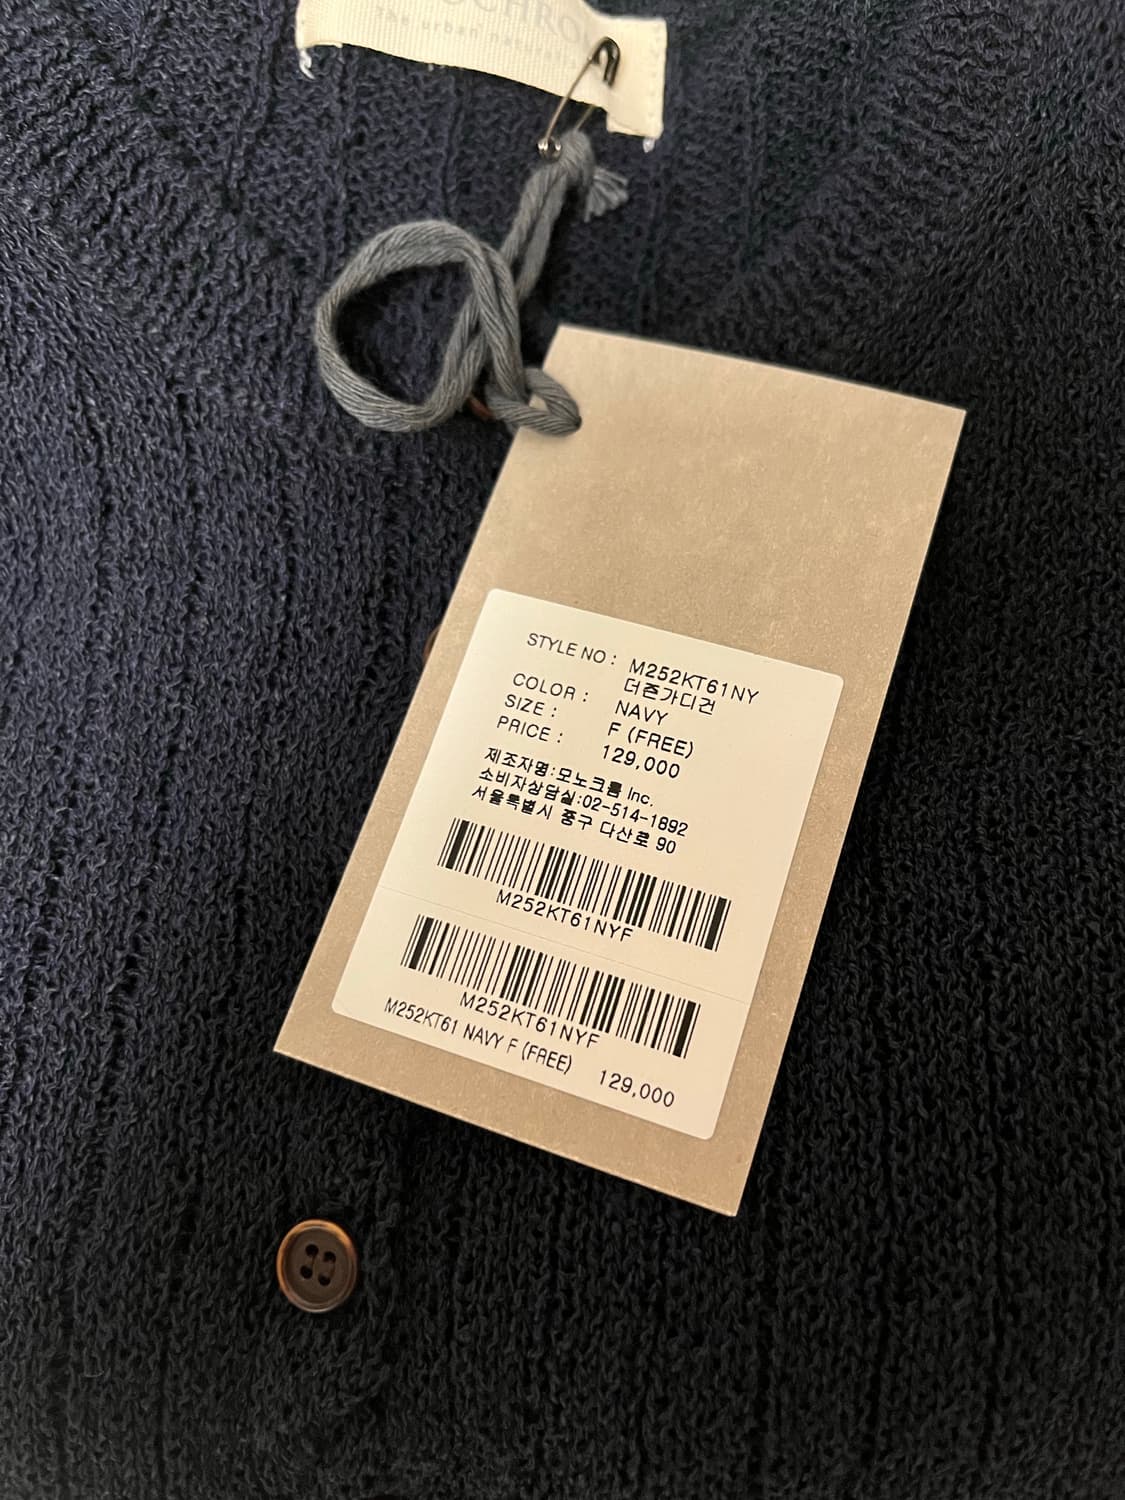 OCHRO
The urban natural
STYLE NO : M252KT61NY
더존가디건
COLOR : NAVY
SIZE : F (FREE)
PRICE : 129,000
제조자명:모노크롬 Inc.
소비자상담실:02-514-1892
서울특별시 중구 다산로 90
M252KT61NYF
M252KT61NYF
M252KT61 NAVY F (FREE) 129,000